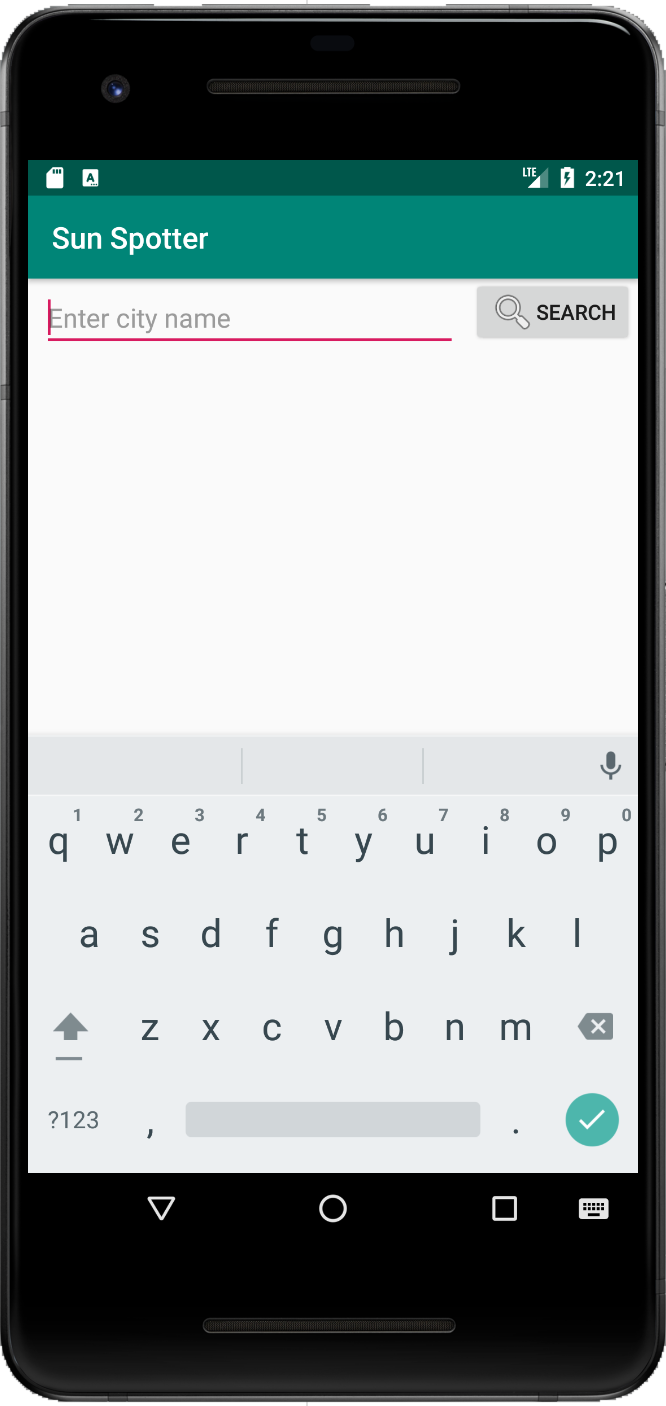 A
LTE 2:21
Sun Spotter
Enter city name
SEARCH
1 2 3 4 5 6 7 8 9 0
q w e r t y u i o p
a s d f g h j k l
z x c v b n m
?123 , .